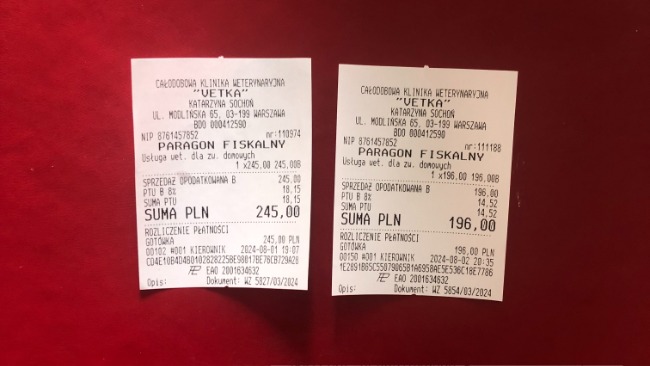 CAŁODOBOWA KLINIKA WETERYNARYJNA
"VETKA"
KATARZYNA SOCHOŃ
UL. MODLIŃSKA 65, 03-199 WARSZAWA
BDO 000412590
NIP 8761457852 nr:110974
PARAGON FISKALNY
Usługa wet. dla zw. domowych
1 x245.00 245,00B
SPRZEDAŻ OPODATKOWANA B 245,00
PTU B 8% 18,15
SUMA PTU 18,15
SUMA PLN 245,00
ROZLICZENIE PŁATNOŚCI
GOTÓWKA 245,00 PLN
00102 #001 KIEROWNIK 2024-08-01 19:07
CD4E10B4D4B0102B28225BE98017BE76CB729A28
EAO 2001634632
Opis: Dokument: WZ 5827/03/2024
CAŁODOBOWA KLINIKA WETERYNARYJNA
"VETKA"
KATARZYNA SOCHOŃ
UL. MODLIŃSKA 65, 03-199 WARSZAWA
BDO 000412590
NIP 8761457852 nr:111188
PARAGON FISKALNY
Usługa wet. dla zw. domowych
1 x196.00 196,00B
SPRZEDAŻ OPODATKOWANA B 196,00
PTU B 8% 14,52
SUMA PTU 14,52
SUMA PLN 196,00
ROZLICZENIE PŁATNOŚCI
GOTÓWKA 196,00 PLN
00150 #001 KIEROWNIK 2024-08-02 20:35
1E2891B65C55079065B1A6958AE5E536C18E7786
EAO 2001634632
Opis: Dokument: WZ 5854/03/2024